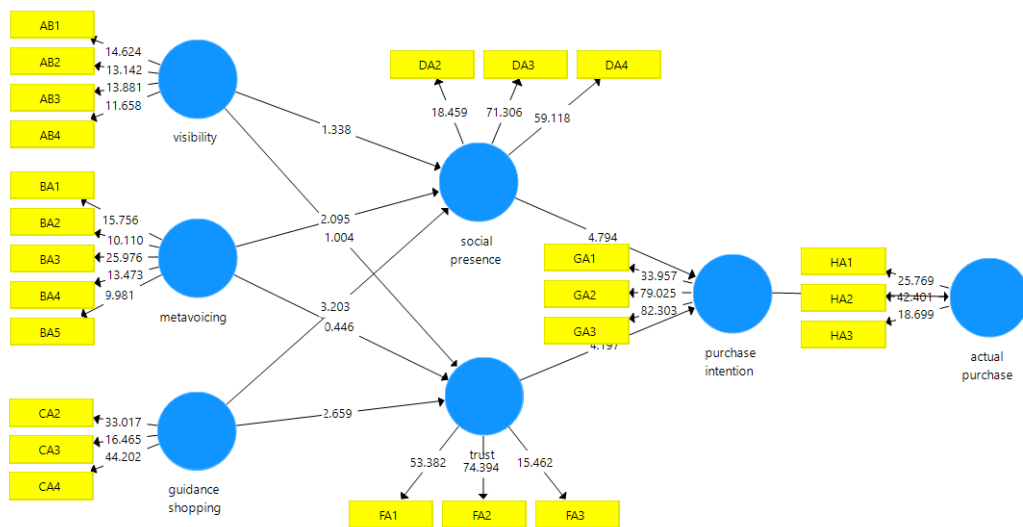 AB1
AB2
AB3
AB4
14.624
13.142
13.881
11.658
visibility
BA1
BA2
BA3
BA4
BA5
15.756
10.110
25.976
13.473
9.981
metavoicing
CA2
CA3
CA4
33.017
16.465
44.202
guidance
shopping
1.338
2.095
1.004
3.203
0.446
2.659
DA2
DA3
DA4
18.459
71.306
59.118
social
presence
trust
53.382
74.394
15.462
FA1
FA2
FA3
4.794
4.197
GA1
GA2
GA3
33.957
79.025
82.303
purchase
intention
HA1
HA2
HA3
25.769
42.401
18.699
actual
purchase